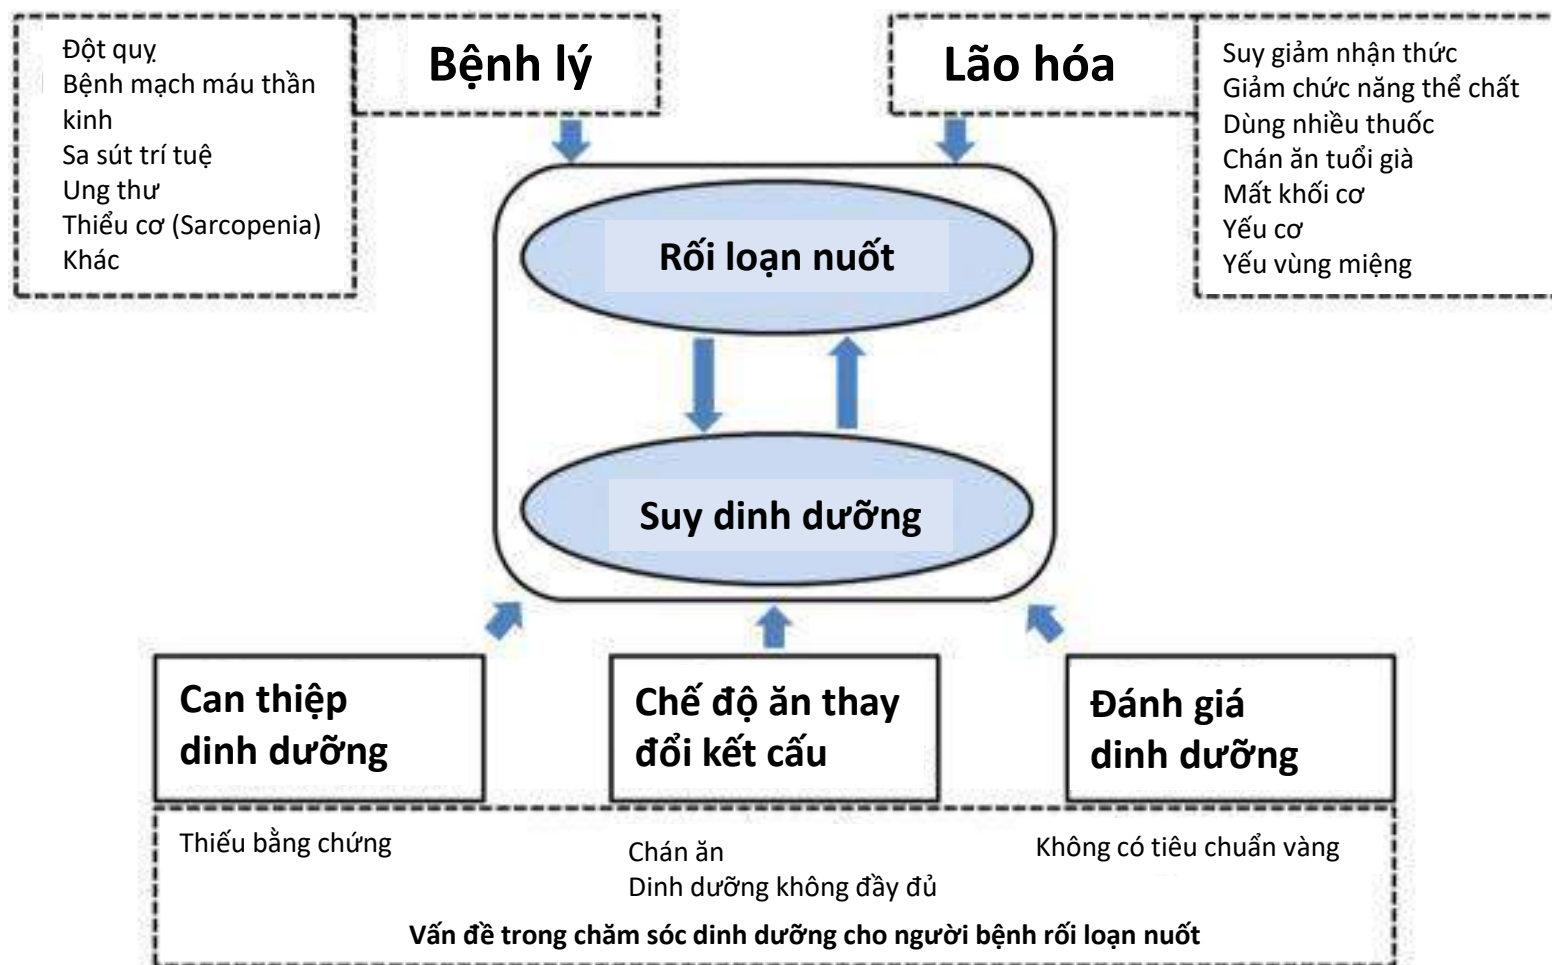 Đột quỵ
Bệnh mạch máu thần
kinh
Sa sút trí tuệ
Ung thư
Thiểu cơ (Sarcopenia)
Khác
Bệnh lý
Lão hóa
Suy giảm nhận thức
Giảm chức năng thể chất
Dùng nhiều thuốc
Chán ăn tuổi già
Mất khối cơ
Yếu cơ
Yếu vùng miệng
Rối loạn nuốt
Suy dinh dưỡng
Can thiệp
dinh dưỡng
Chế độ ăn thay
đổi kết cấu
Đánh giá
dinh dưỡng
Thiếu bằng chứng
Chán ăn
Dinh dưỡng không đầy đủ
Không có tiêu chuẩn vàng
Vấn đề trong chăm sóc dinh dưỡng cho người bệnh rối loạn nuốt